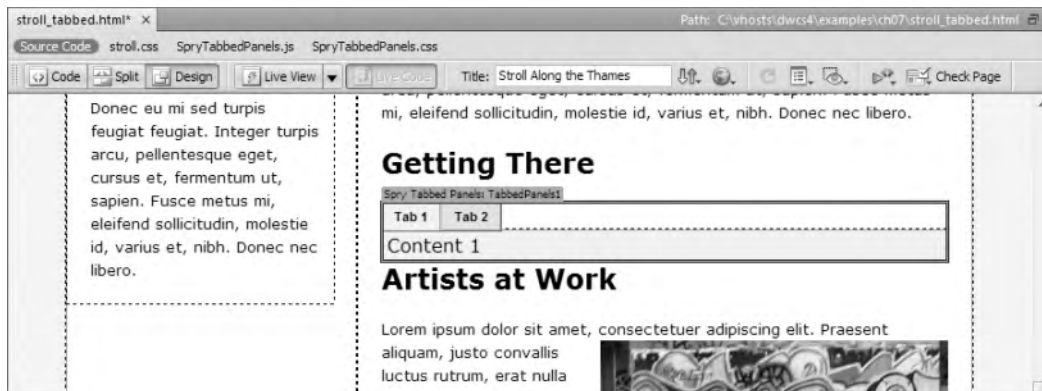 stroll_tabbed.html* ×
Path: C:\vhosts\dwcs4\examples\ch07\stroll_tabbed.html
Source Code stroll.css SpryTabbedPanels.js SpryTabbedPanels.css
Code Split Design Live View Live Code Title: Stroll Along the Thames Check Page
Donec eu mi sed turpis
feugiat feugiat. Integer turpis
arcu, pellentesque eget,
cursus et, fermentum ut,
sapien. Fusce metus mi,
eleifend sollicitudin, molestie
id, varius et, nibh. Donec nec
libero.
mi, eleifend sollicitudin, molestie id, varius et, nibh. Donec nec libero.
Getting There
Spry Tabbed Panels: TabbedPanels1
Tab 1 Tab 2
Content 1
Artists at Work
Lorem ipsum dolor sit amet, consectetuer adipiscing elit. Praesent
aliquam, justo convallis
luctus rutrum, erat nulla